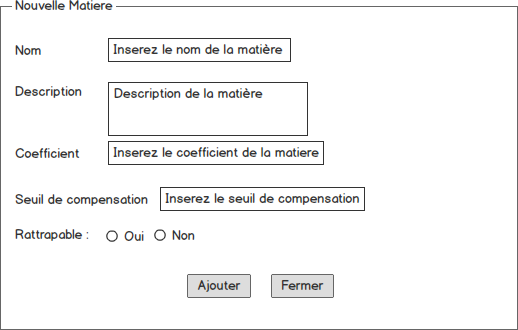 Nouvelle Matiere
Nom Inserez le nom de la matière
Description Description de la matière
Coefficient Inserez le coefficient de la matiere
Seuil de compensation Inserez le seuil de compensation
Rattrapable : Oui Non
Ajouter Fermer